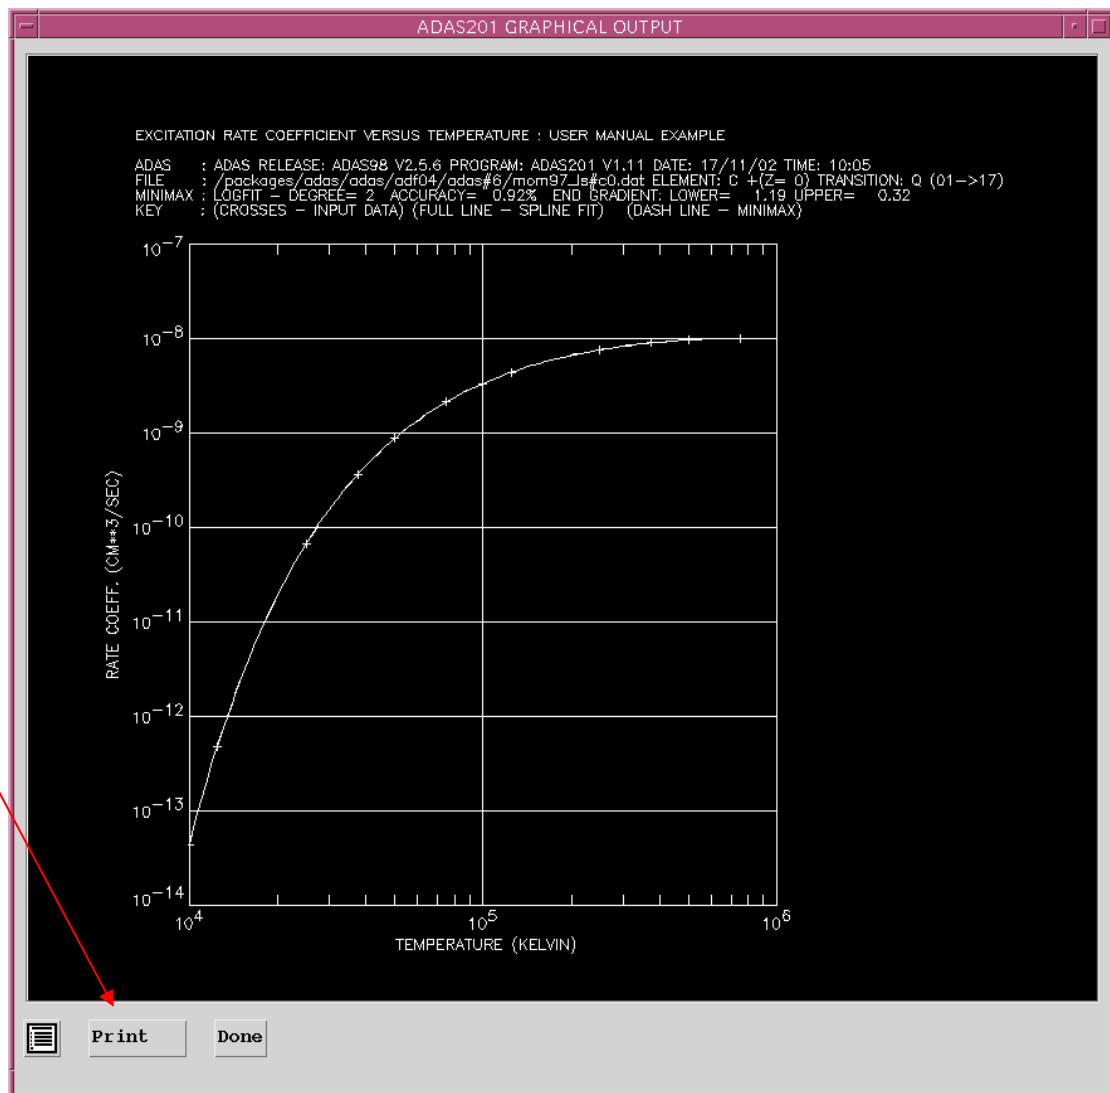 ADAS201 GRAPHICAL OUTPUT
EXCITATION RATE COEFFICIENT VERSUS TEMPERATURE : USER MANUAL EXAMPLE
ADAS : ADAS RELEASE: ADAS98 V2.5.6 PROGRAM: ADAS201 V1.11 DATE: 17/11/02 TIME: 10:05
FILE : /packages/adas/adas/adf04/adas#6/mom97_ls#c0.dat ELEMENT: C +(Z= 0) TRANSITION: Q (01->17)
MINIMAX : LOGFIT - DEGREE= 2 ACCURACY= 0.92% END GRADIENT: LOWER= 1.19 UPPER= 0.32
KEY : (CROSSES - INPUT DATA) (FULL LINE - SPLINE FIT) (DASH LINE - MINIMAX)
10^-7
10^-8
10^-9
10^-10
10^-11
10^-12
10^-13
10^-14
RATE COEFF. (CM**3/SEC)
10^4 10^5 10^6
TEMPERATURE (KELVIN)
Print Done